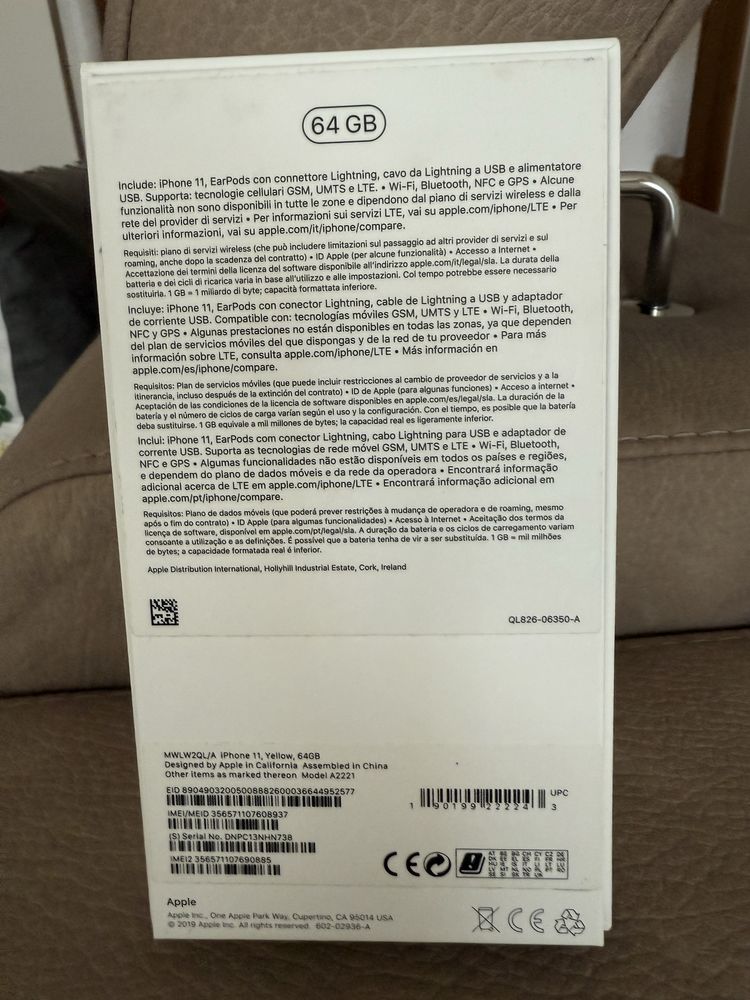 64 GB
Include: iPhone 11, EarPods con connettore Lightning, cavo da Lightning a USB e alimentatore
USB. Supporta: tecnologie cellulari GSM, UMTS e LTE. • Wi-Fi, Bluetooth, NFC e GPS • Alcune
funzionalità non sono disponibili in tutte le zone e dipendono dal piano di servizi wireless e dalla
rete del provider di servizi • Per informazioni sui servizi LTE, vai su apple.com/iphone/LTE • Per
ulteriori informazioni, vai su apple.com/it/iphone/compare.
Requisiti: piano di servizi wireless (che può includere limitazioni sul passaggio ad altri provider di servizi e sul
roaming, anche dopo la scadenza del contratto) • ID Apple (per alcune funzionalità) • Accesso a Internet •
Accettazione dei termini della licenza del software disponibile all'indirizzo apple.com/it/legal/sla. La durata della
batteria e dei cicli di ricarica varia in base all'utilizzo e alle impostazioni. Col tempo potrebbe essere necessario
sostituirla. 1 GB = 1 miliardo di byte; capacità formattata inferiore.
Incluye: iPhone 11, EarPods con conector Lightning, cable de Lightning a USB y adaptador
de corriente USB. Compatible con: tecnologías móviles GSM, UMTS y LTE • Wi-Fi, Bluetooth,
NFC y GPS • Algunas prestaciones no están disponibles en todas las zonas, ya que dependen
del plan de servicios móviles del que dispongas y de la red de tu proveedor • Para más
información sobre LTE, consulta apple.com/iphone/LTE • Más información en
apple.com/es/iphone/compare.
Requisitos: Plan de servicios móviles (que puede incluir restricciones al cambio de proveedor de servicios y a la
itinerancia, incluso después de la extinción del contrato) • ID de Apple (para algunas funciones) • Acceso a internet •
Aceptación de las condiciones de la licencia de software disponibles en apple.com/es/legal/sla. La duración de la
batería y el número de ciclos de carga varían según el uso y la configuración. Con el tiempo, es posible que la batería
deba sustituirse. 1 GB equivale a mil millones de bytes; la capacidad real es ligeramente inferior.
Inclui: iPhone 11, EarPods com conector Lightning, cabo Lightning para USB e adaptador de
corrente USB. Suporta as tecnologias de rede móvel GSM, UMTS e LTE • Wi-Fi, Bluetooth,
NFC e GPS • Algumas funcionalidades não estão disponíveis em todos os países e regiões,
e dependem do plano de dados móveis e da rede da operadora • Encontrará informação
adicional acerca de LTE em apple.com/iphone/LTE • Encontrará informação adicional em
apple.com/pt/iphone/compare.
Requisitos: Plano de dados móveis (que poderá prever restrições à mudança de operadora e de roaming, mesmo
após o fim do contrato) • ID Apple (para algumas funcionalidades) • Acesso à Internet • Aceitação dos termos da
licença de software, disponível em apple.com/pt/legal/sla. A duração da bateria e os ciclos de carregamento variam
consoante a utilização e as definições. É possível que a bateria tenha de vir a ser substituída. 1 GB = mil milhões
de bytes; a capacidade formatada real é inferior.
Apple Distribution International, Hollyhill Industrial Estate, Cork, Ireland
QL826-06350-A
MWLW2QL/A iPhone 11, Yellow, 64GB
Designed by Apple in California Assembled in China
Other items as marked thereon Model A2221
EID 89049032005008882600036644952577
IMEI/MEID 356571107608937
(S) Serial No. DNPC13NHN738
IMEI2 356571107690885
UPC
1 90199 22224 3
CE
Apple
Apple Inc., One Apple Park Way, Cupertino, CA 95014 USA
© 2019 Apple Inc. All rights reserved. 602-02936-A
CE